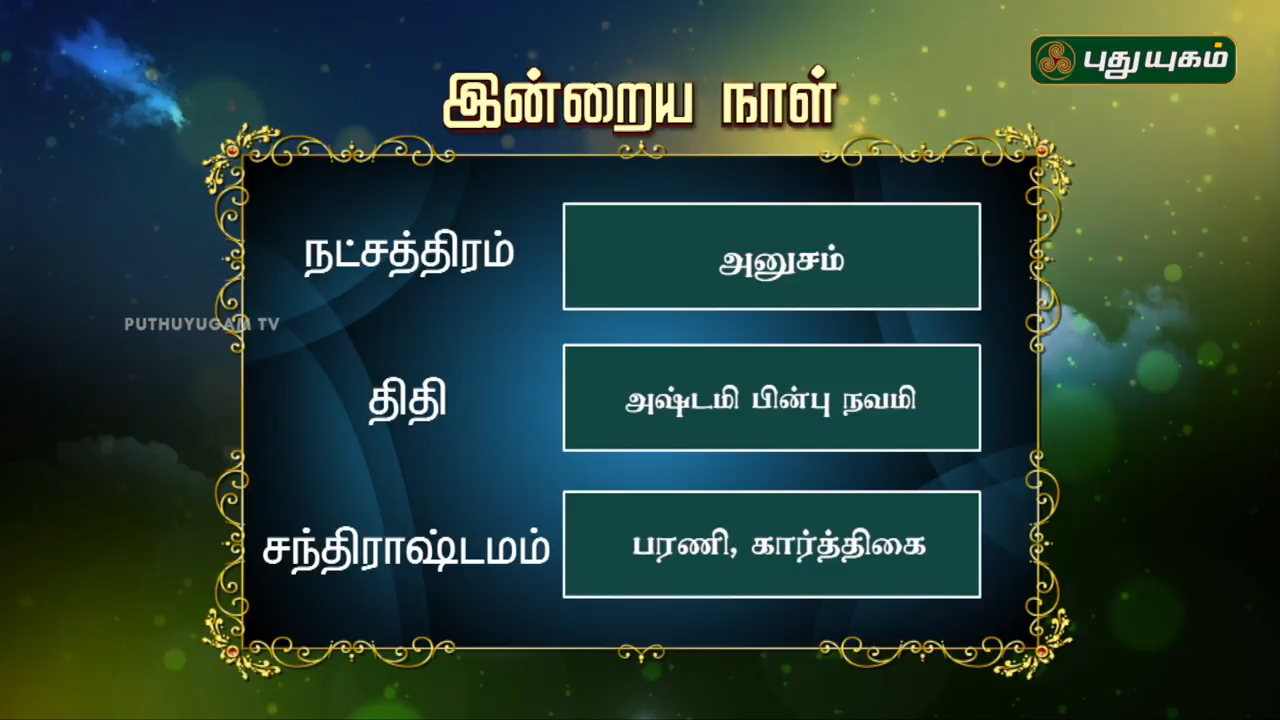 புதுயுகம்
இன்றைய நாள்
நட்சத்திரம் அனுசம்
PUTHUYUGAM TV
திதி அஷ்டமி பின்பு நவமி
சந்திராஷ்டமம் பரணி, கார்த்திகை